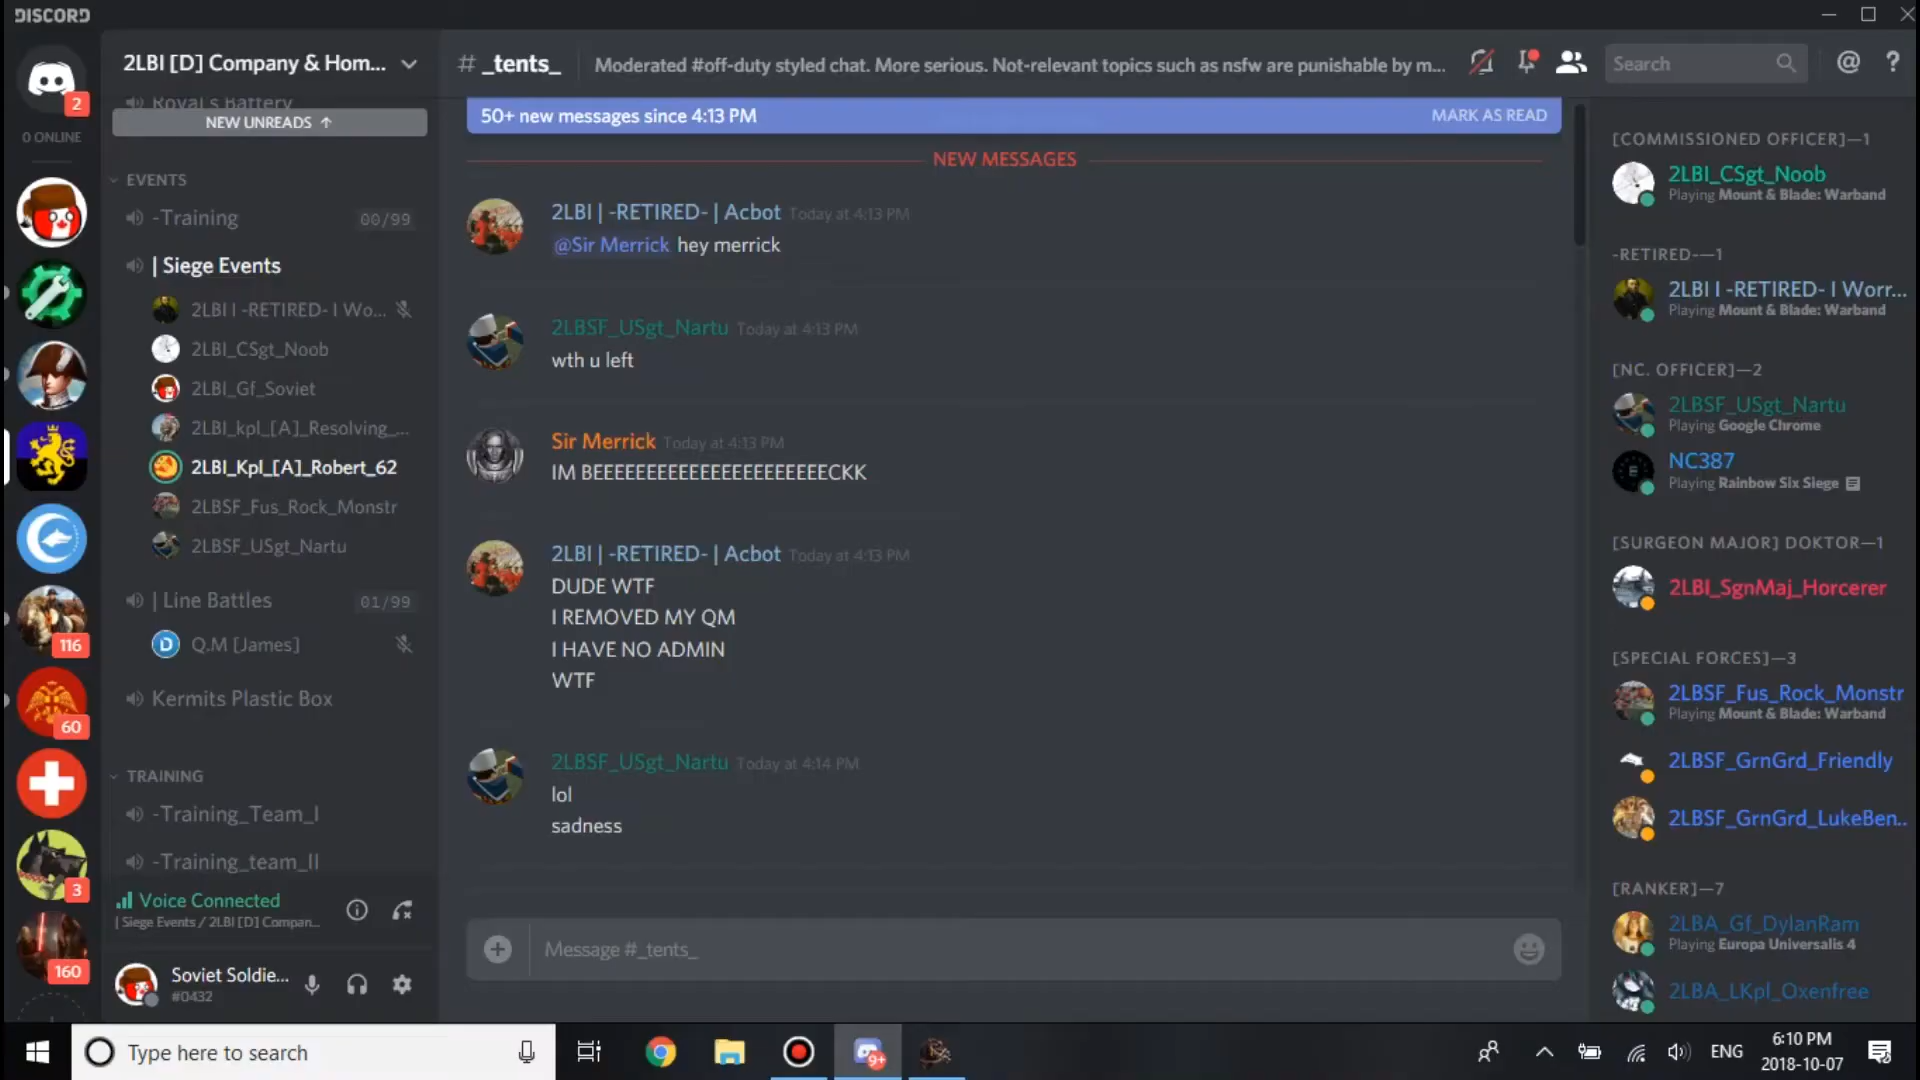 DISCORD
2LBI [D] Company & Hom...
# _tents_
Moderated #off-duty styled chat. More serious. Not-relevant topics such as nsfw are punishable by m...
Search
2
0 ONLINE
116
60
3
160
Royal's Battery
NEW UNREADS ↑
EVENTS
-Training 00/99
| Siege Events
2LBI I -RETIRED- I Wo...
2LBI_CSgt_Noob
2LBI_Gf_Soviet
2LBI_kpl_[A]_Resolving_...
2LBI_Kpl_[A]_Robert_62
2LBSF_Fus_Rock_Monstr
2LBSF_USgt_Nartu
| Line Battles 01/99
Q.M [James]
Kermits Plastic Box
TRAINING
-Training_Team_I
-Training_team_II
Voice Connected
| Siege Events / 2LBI [D] Compan...
Soviet Soldie...
#0432
50+ new messages since 4:13 PM MARK AS READ
NEW MESSAGES
2LBI | -RETIRED- | Acbot Today at 4:13 PM
@Sir Merrick hey merrick
2LBSF_USgt_Nartu Today at 4:13 PM
wth u left
Sir Merrick Today at 4:13 PM
IM BEEEEEEEEEEEEEEEEEEEEEECKK
2LBI | -RETIRED- | Acbot Today at 4:13 PM
DUDE WTF
I REMOVED MY QM
I HAVE NO ADMIN
WTF
2LBSF_USgt_Nartu Today at 4:14 PM
lol
sadness
Message #_tents_
[COMMISSIONED OFFICER]—1
2LBI_CSgt_Noob
Playing Mount & Blade: Warband
-RETIRED-—1
2LBI I -RETIRED- I Worr...
Playing Mount & Blade: Warband
[NC. OFFICER]—2
2LBSF_USgt_Nartu
Playing Google Chrome
NC387
Playing Rainbow Six Siege
[SURGEON MAJOR] DOKTOR—1
2LBI_SgnMaj_Horcerer
[SPECIAL FORCES]—3
2LBSF_Fus_Rock_Monstr
Playing Mount & Blade: Warband
2LBSF_GrnGrd_Friendly
2LBSF_GrnGrd_LukeBen..
[RANKER]—7
2LBA_Gf_DylanRam
Playing Europa Universalis 4
2LBA_LKpl_Oxenfree
Type here to search
9+
ENG
6:10 PM
2018-10-07